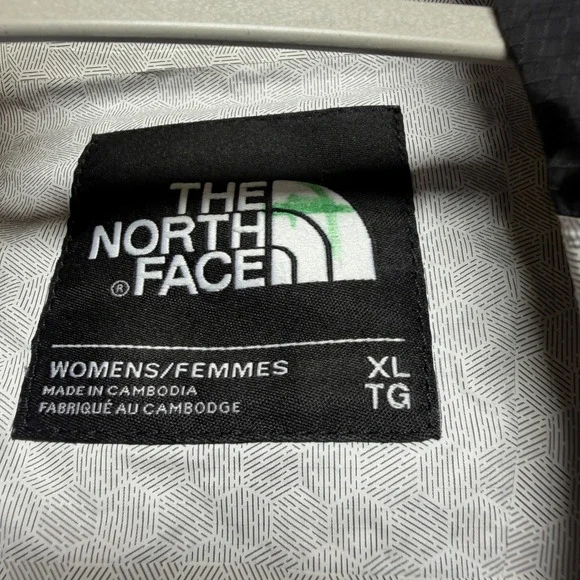 THE
NORTH
® FACE
WOMENS/FEMMES XL
MADE IN CAMBODIA TG
FABRIQUÉ AU CAMBODGE